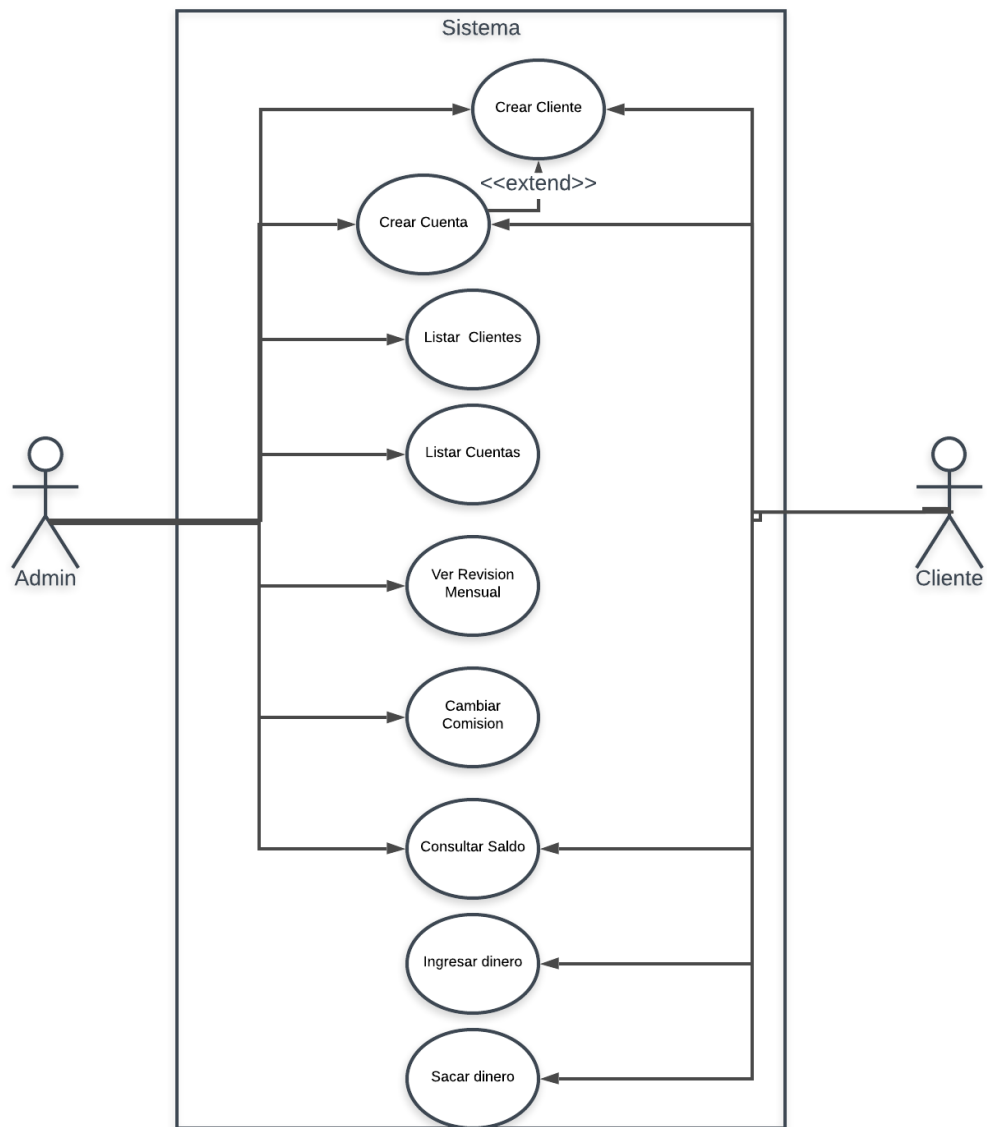 Sistema
Crear Cliente
<<extend>>
Crear Cuenta
Listar  Clientes
Listar Cuentas
Admin
Cliente
Ver Revision
Mensual
Cambiar
Comision
Consultar Saldo
Ingresar dinero
Sacar dinero